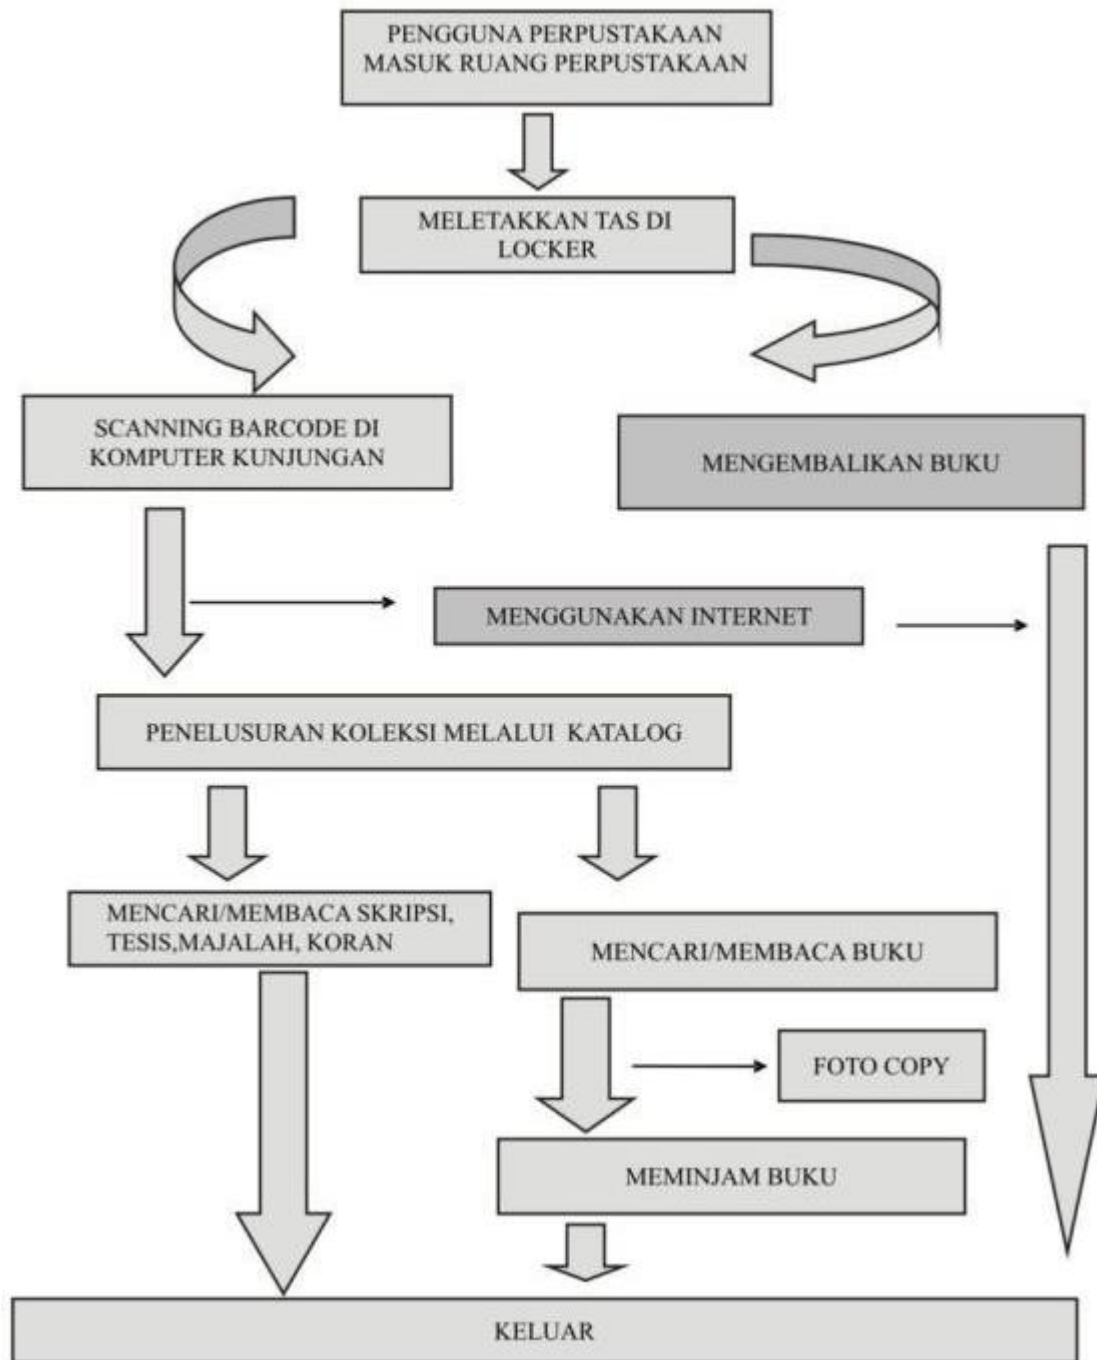 PENGGUNA PERPUSTAKAAN
MASUK RUANG PERPUSTAKAAN
MELETAKKAN TAS DI
LOCKER
SCANNING BARCODE DI
KOMPUTER KUNJUNGAN
MENGEMBALIKAN BUKU
MENGGUNAKAN INTERNET
PENELUSURAN KOLEKSI MELALUI KATALOG
MENCARI/MEMBACA SKRIPSI,
TESIS,MAJALAH, KORAN
MENCARI/MEMBACA BUKU
FOTO COPY
MEMINJAM BUKU
KELUAR